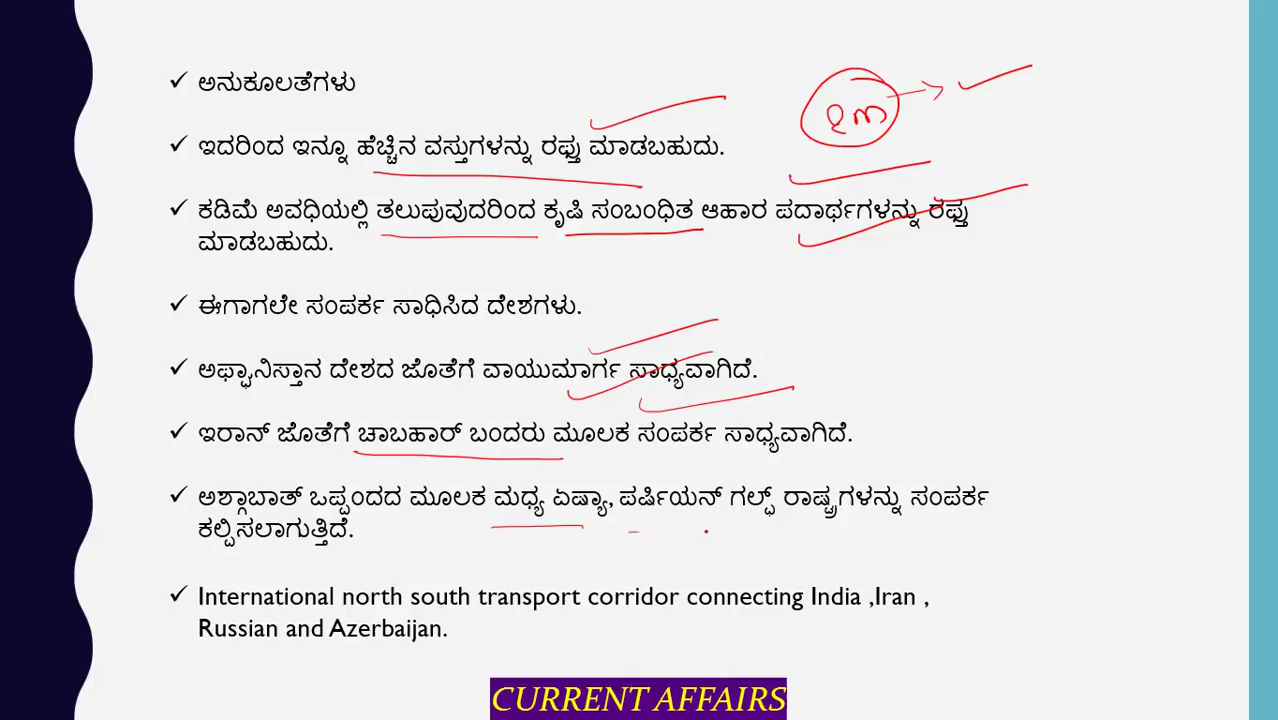 ಅನುಕೂಲತೆಗಳು
ಇದರಿಂದ ಇನ್ನೂ ಹೆಚ್ಚಿನ ವಸ್ತುಗಳನ್ನು ರಫ್ತು ಮಾಡಬಹುದು.
ಕಡಿಮೆ ಅವಧಿಯಲ್ಲಿ ತಲುಪುವುದರಿಂದ ಕೃಷಿ ಸಂಬಂಧಿತ ಆಹಾರ ಪದಾರ್ಥಗಳನ್ನು ರಫ್ತು
ಮಾಡಬಹುದು.
ಈಗಾಗಲೇ ಸಂಪರ್ಕ ಸಾಧಿಸಿದ ದೇಶಗಳು.
ಅಫ್ಘಾನಿಸ್ತಾನ ದೇಶದ ಜೊತೆಗೆ ವಾಯುಮಾರ್ಗ ಸಾಧ್ಯವಾಗಿದೆ.
ಇರಾನ್ ಜೊತೆಗೆ ಚಾಬಹಾರ್ ಬಂದರು ಮೂಲಕ ಸಂಪರ್ಕ ಸಾಧ್ಯವಾಗಿದೆ.
ಅಶ್ಗಾಬಾತ್ ಒಪ್ಪಂದದ ಮೂಲಕ ಮಧ್ಯ ಏಷ್ಯಾ, ಪರ್ಷಿಯನ್ ಗಲ್ಫ್ ರಾಷ್ಟ್ರಗಳನ್ನು ಸಂಪರ್ಕ
ಕಲ್ಪಿಸಲಾಗುತ್ತಿದೆ.
International north south transport corridor connecting India ,Iran ,
Russian and Azerbaijan.
CURRENT AFFAIRS